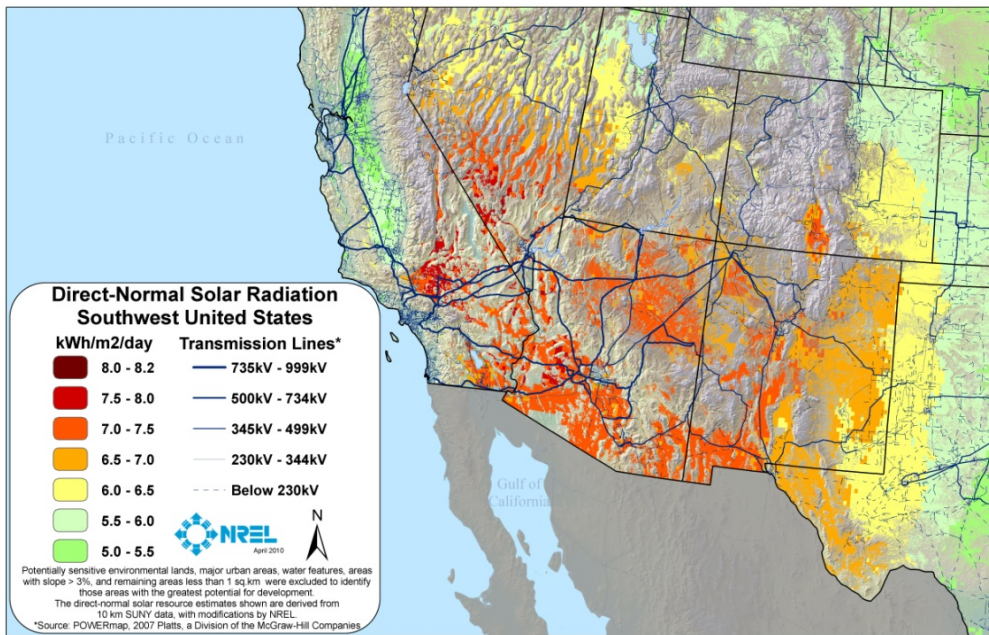 Pacific Ocean
Gulf of
California
Direct-Normal Solar Radiation
Southwest United States
kWh/m2/day
Transmission Lines*
8.0 - 8.2
735kV - 999kV
7.5 - 8.0
500kV - 734kV
7.0 - 7.5
345kV - 499kV
6.5 - 7.0
230kV - 344kV
6.0 - 6.5
Below 230kV
5.5 - 6.0
5.0 - 5.5
NREL
April 2010
N
Potentially sensitive environmental lands, major urban areas, water features, areas
with slope > 3%, and remaining areas less than 1 sq.km were excluded to identify
those areas with the greatest potential for development.
The direct-normal solar resource estimates shown are derived from
10 km SUNY data, with modifications by NREL.
*Source: POWERmap, 2007 Platts, a Division of the McGraw-Hill Companies